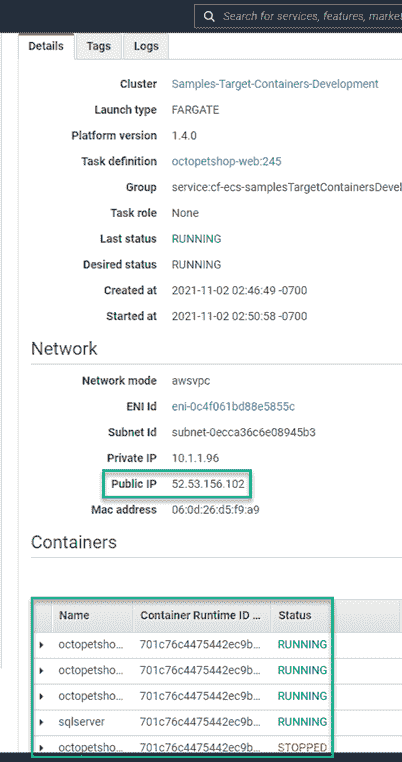 Search for services, features, market
Details Tags Logs
Cluster Samples-Target-Containers-Development
Launch type FARGATE
Platform version 1.4.0
Task definition octopetshop-web:245
Group service:cf-ecs-samplesTargetContainersDevel
Task role None
Last status RUNNING
Desired status RUNNING
Created at 2021-11-02 02:46:49 -0700
Started at 2021-11-02 02:50:58 -0700
Network
Network mode awsvpc
ENI Id eni-0c4f061bd88e5855c
Subnet Id subnet-0ecca36c6e08945b3
Private IP 10.1.1.96
Public IP 52.53.156.102
Mac address 06:0d:26:d5:f9:a9
Containers
Name Container Runtime ID ... Status
octopetsho... 701c76c4475442ec9b... RUNNING
octopetsho... 701c76c4475442ec9b... RUNNING
octopetsho... 701c76c4475442ec9b... RUNNING
sqlserver 701c76c4475442ec9b... RUNNING
octopetsho... 701c76c4475442ec9b... STOPPED